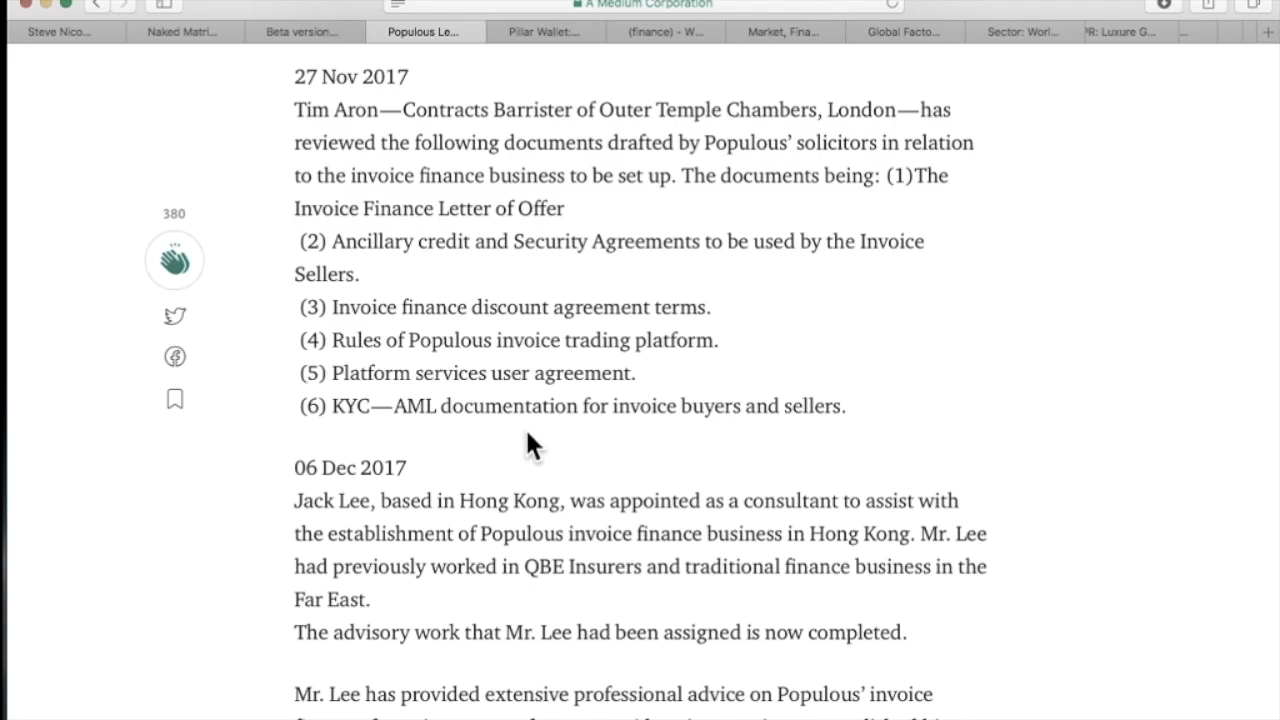 A Medium Corporation
Steve Nico...
Naked Matri...
Beta version...
Populous Le...
Pillar Wallet:...
(finance) - W...
Market, Fina...
Global Facto...
Sector: Worl...
PR: Luxure G...
27 Nov 2017
Tim Aron—Contracts Barrister of Outer Temple Chambers, London—has
reviewed the following documents drafted by Populous’ solicitors in relation
to the invoice finance business to be set up. The documents being: (1)The
Invoice Finance Letter of Offer
(2) Ancillary credit and Security Agreements to be used by the Invoice
Sellers.
(3) Invoice finance discount agreement terms.
(4) Rules of Populous invoice trading platform.
(5) Platform services user agreement.
(6) KYC—AML documentation for invoice buyers and sellers.
380
06 Dec 2017
Jack Lee, based in Hong Kong, was appointed as a consultant to assist with
the establishment of Populous invoice finance business in Hong Kong. Mr. Lee
had previously worked in QBE Insurers and traditional finance business in the
Far East.
The advisory work that Mr. Lee had been assigned is now completed.
Mr. Lee has provided extensive professional advice on Populous’ invoice